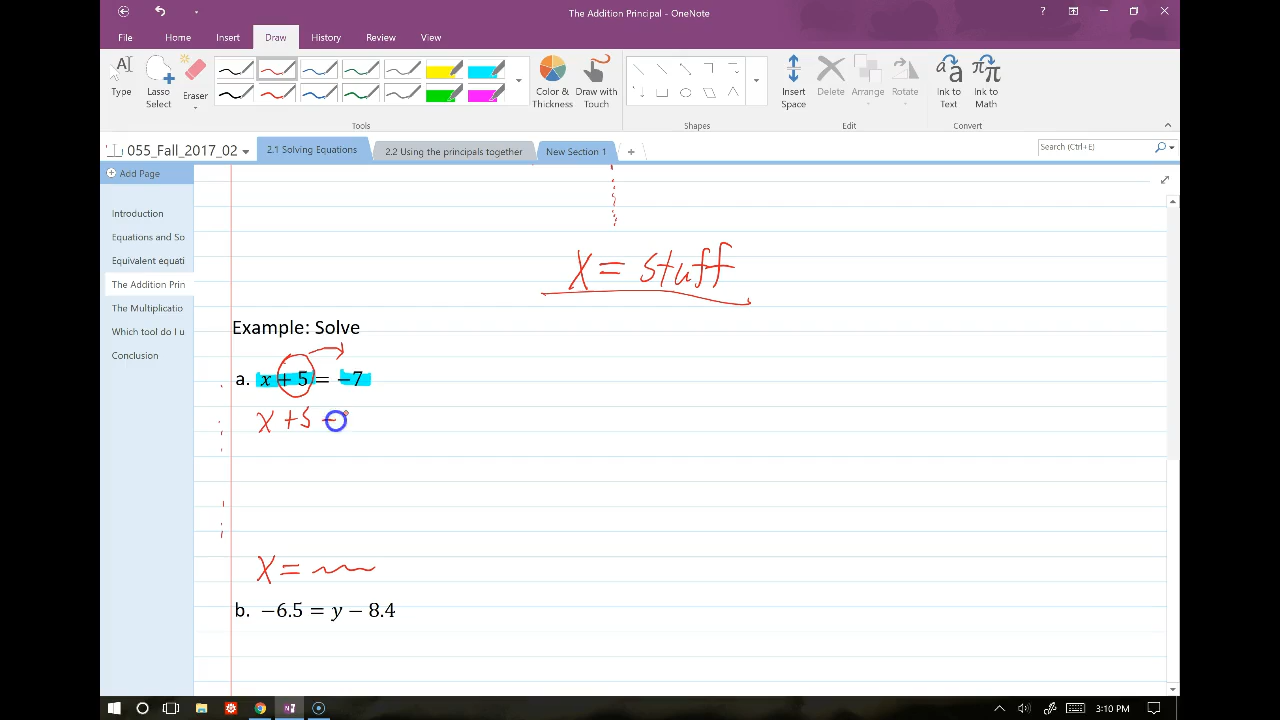 The Addition Principal - OneNote
?
File Home Insert Draw History Review View
Type
Lasso Select
Eraser
Color & Thickness
Draw with Touch
Insert Space
Delete
Arrange
Rotate
Ink to Text
Ink to Math
Tools
Shapes
Edit
Convert
055_Fall_2017_02
2.1 Solving Equations
2.2 Using the principals together
New Section 1
Search (Ctrl+E)
Add Page
Introduction
Equations and So
Equivalent equati
The Addition Prin
The Multiplicatio
Which tool do I u
Conclusion
x = stuff
Example: Solve
a. x + 5 = −7
x + 5 -
x =
b. −6.5 = y − 8.4
3:10 PM